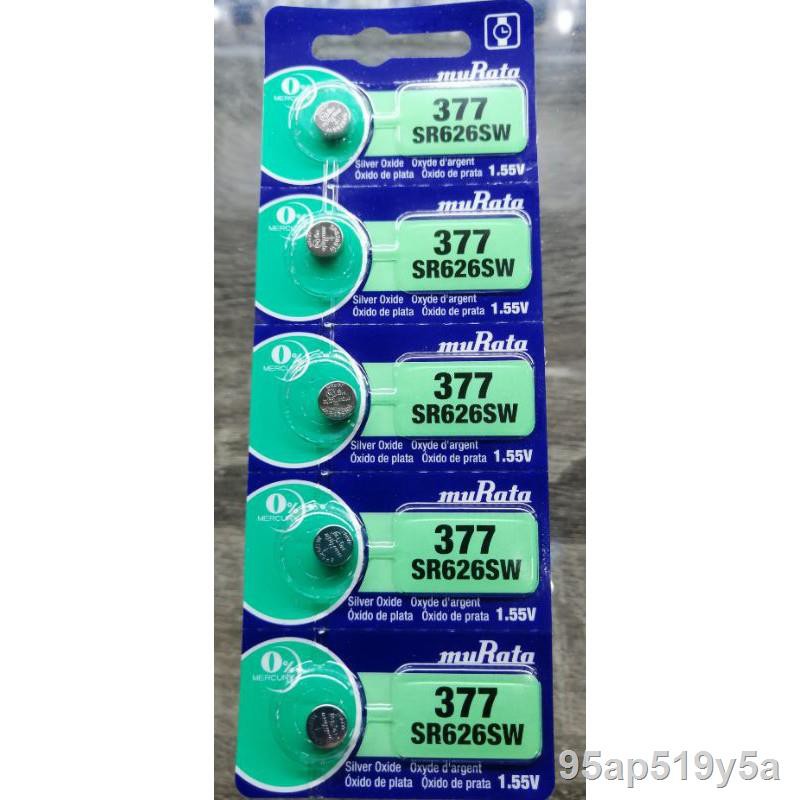 muRata
0%
MERCURY
377
SR626SW
Silver Oxide Oxyde d'argent
Óxido de plata Óxido de prata 1.55V
muRata
0%
MERCURY
377
SR626SW
Silver Oxide Oxyde d'argent
Óxido de plata Óxido de prata 1.55V
muRata
0%
MERCURY
377
SR626SW
Silver Oxide Oxyde d'argent
Óxido de plata Óxido de prata 1.55V
muRata
0%
MERCURY
377
SR626SW
Silver Oxide Oxyde d'argent
Óxido de plata Óxido de prata 1.55V
muRata
0%
MERCURY
377
SR626SW
Silver Oxide Oxyde d'argent
Óxido de plata Óxido de prata 1.55V
95ap519y5a